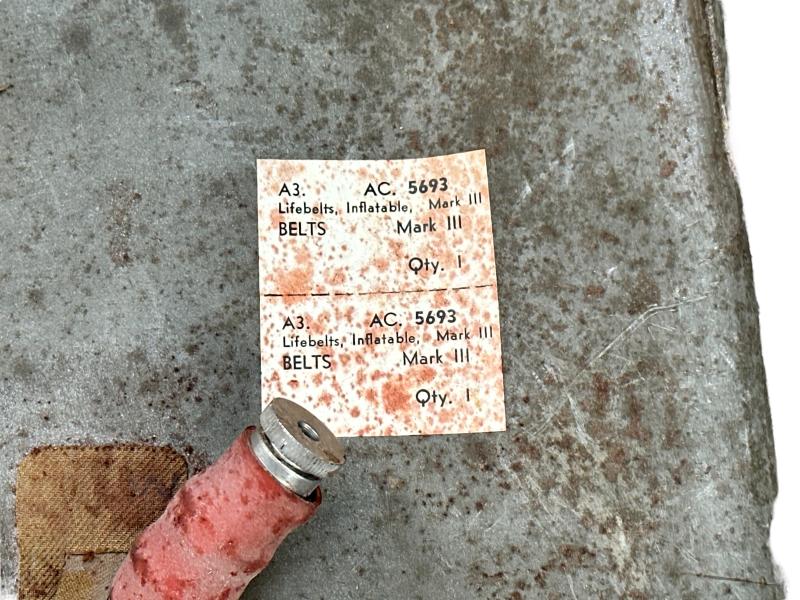 A3. AC. 5693
Lifebelts, Inflatable, Mark III
BELTS Mark III
Qty. 1
A3. AC. 5693
Lifebelts, Inflatable, Mark III
BELTS Mark III
Qty. 1